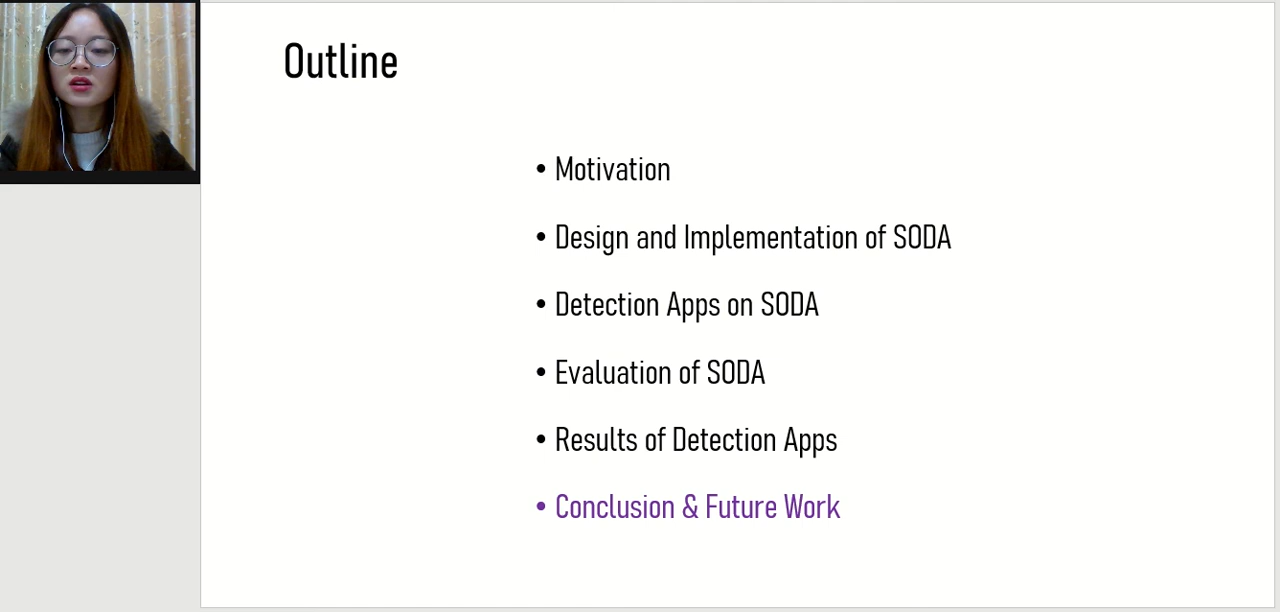 Outline
• Motivation
• Design and Implementation of SODA
• Detection Apps on SODA
• Evaluation of SODA
• Results of Detection Apps
• Conclusion & Future Work